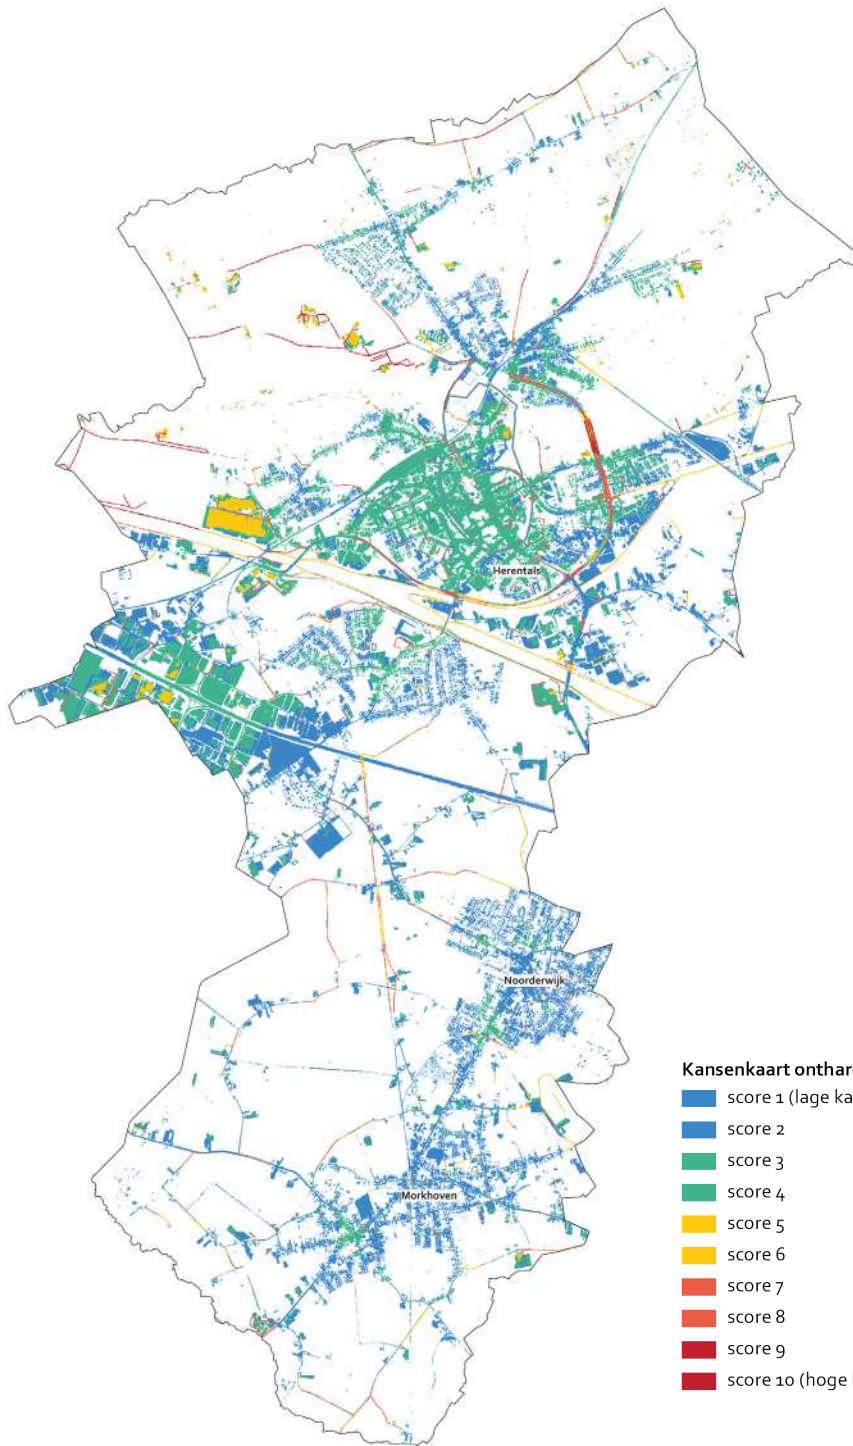 Herentals
Noorderwijk
Morkhoven
Kansenkaart onthar
score 1 (lage ka
score 2
score 3
score 4
score 5
score 6
score 7
score 8
score 9
score 10 (hoge